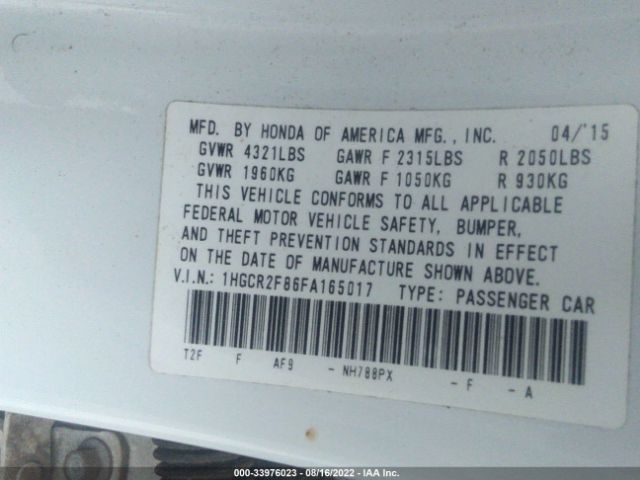 MFD. BY HONDA OF AMERICA MFG., INC. 04/'15
GVWR 4321LBS GAWR F 2315LBS R 2050LBS
GVWR 1960KG GAWR F 1050KG R 930KG
THIS VEHICLE CONFORMS TO ALL APPLICABLE
FEDERAL MOTOR VEHICLE SAFETY, BUMPER,
AND THEFT PREVENTION STANDARDS IN EFFECT
ON THE DATE OF MANUFACTURE SHOWN ABOVE.
V.I.N.: 1HGCR2F86FA165017 TYPE: PASSENGER CAR
T2F F AF9 - NH788PX - F - A
000-33976023 - 08/16/2022 - IAA Inc.